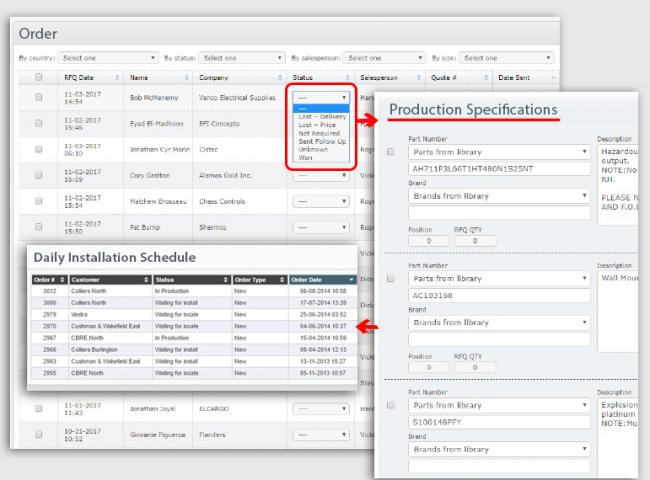 Order
By country: Select one By status: Select one By salesperson: Select one By size: Select one
RFQ Date Name Company Status Salesperson Quote # Date Sent
11-03-2017 14:54 Bob McMenemy Vanco Electrical Supplies ---
---
Lost - Delivery
Lost - Price
Not Required
Sent Follow Up
Unknown
Won
11-02-2017 15:46 Eyad El-Madhoon EFI Concepts
11-03-2017 06:10 Jonathan Cyr Morin Cistec
11-02-2017 16:09 Cory Gratton Alamos Gold Inc. ---
11-02-2017 15:54 Matthew Brosseau Chess Controls ---
11-02-2017 15:50 Pat Bump Shermco ---
11-01-2017 11:43 Jonathan Joyal ELCARGO ---
10-31-2017 10:52 Giovanie Figueroa Flanders ---
Production Specifications
Part Number Description
Parts from library
AH711P3L66T1HT480N1S25NT
Brand
Brands from library
Hazardou
output.
NOTE:No
RH.
PLEASE N
AND F.O.
Position RFQ QTY
0 0
Part Number Description
Parts from library Wall Mou
AC103168
Brand
Brands from library
Position RFQ QTY
0 0
Part Number Description
Parts from library
S100148PFY
Brand
Brands from library
Explosion
platinum
NOTE:Mo
Daily Installation Schedule
Order # Customer Status Order Type Order Date
3012 Colliers North In Production New 06-08-2014 10:58
3006 Colliers North Waiting for install New 17-07-2014 13:39
2979 Vestra Waiting for locate New 25-06-2014 03:52
2970 Cushman & Wakefield East Waiting for locate New 04-06-2014 10:37
2967 CBRE North In Production New 15-04-2014 10:59
2966 Colliers Burlington Waiting for install New 08-04-2014 12:13
2963 Cushman & Wakefield East Waiting for install New 13-11-2013 15:27
2955 CBRE North Waiting for locate New 05-11-2013 10:57